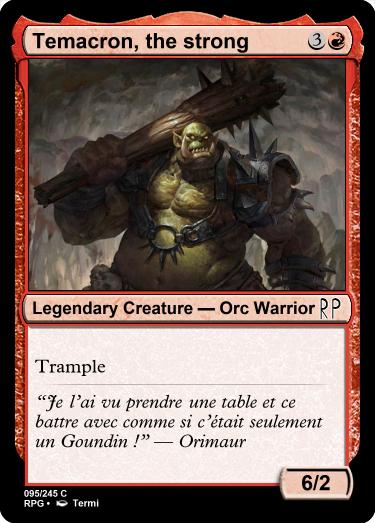 Temacron, the strong 3
Legendary Creature — Orc Warrior RP
Trample
“Je l'ai vu prendre une table et ce
battre avec comme si c'était seulement
un Goundin !” — Orimaur
6/2
095/245 C
RPG • Termi